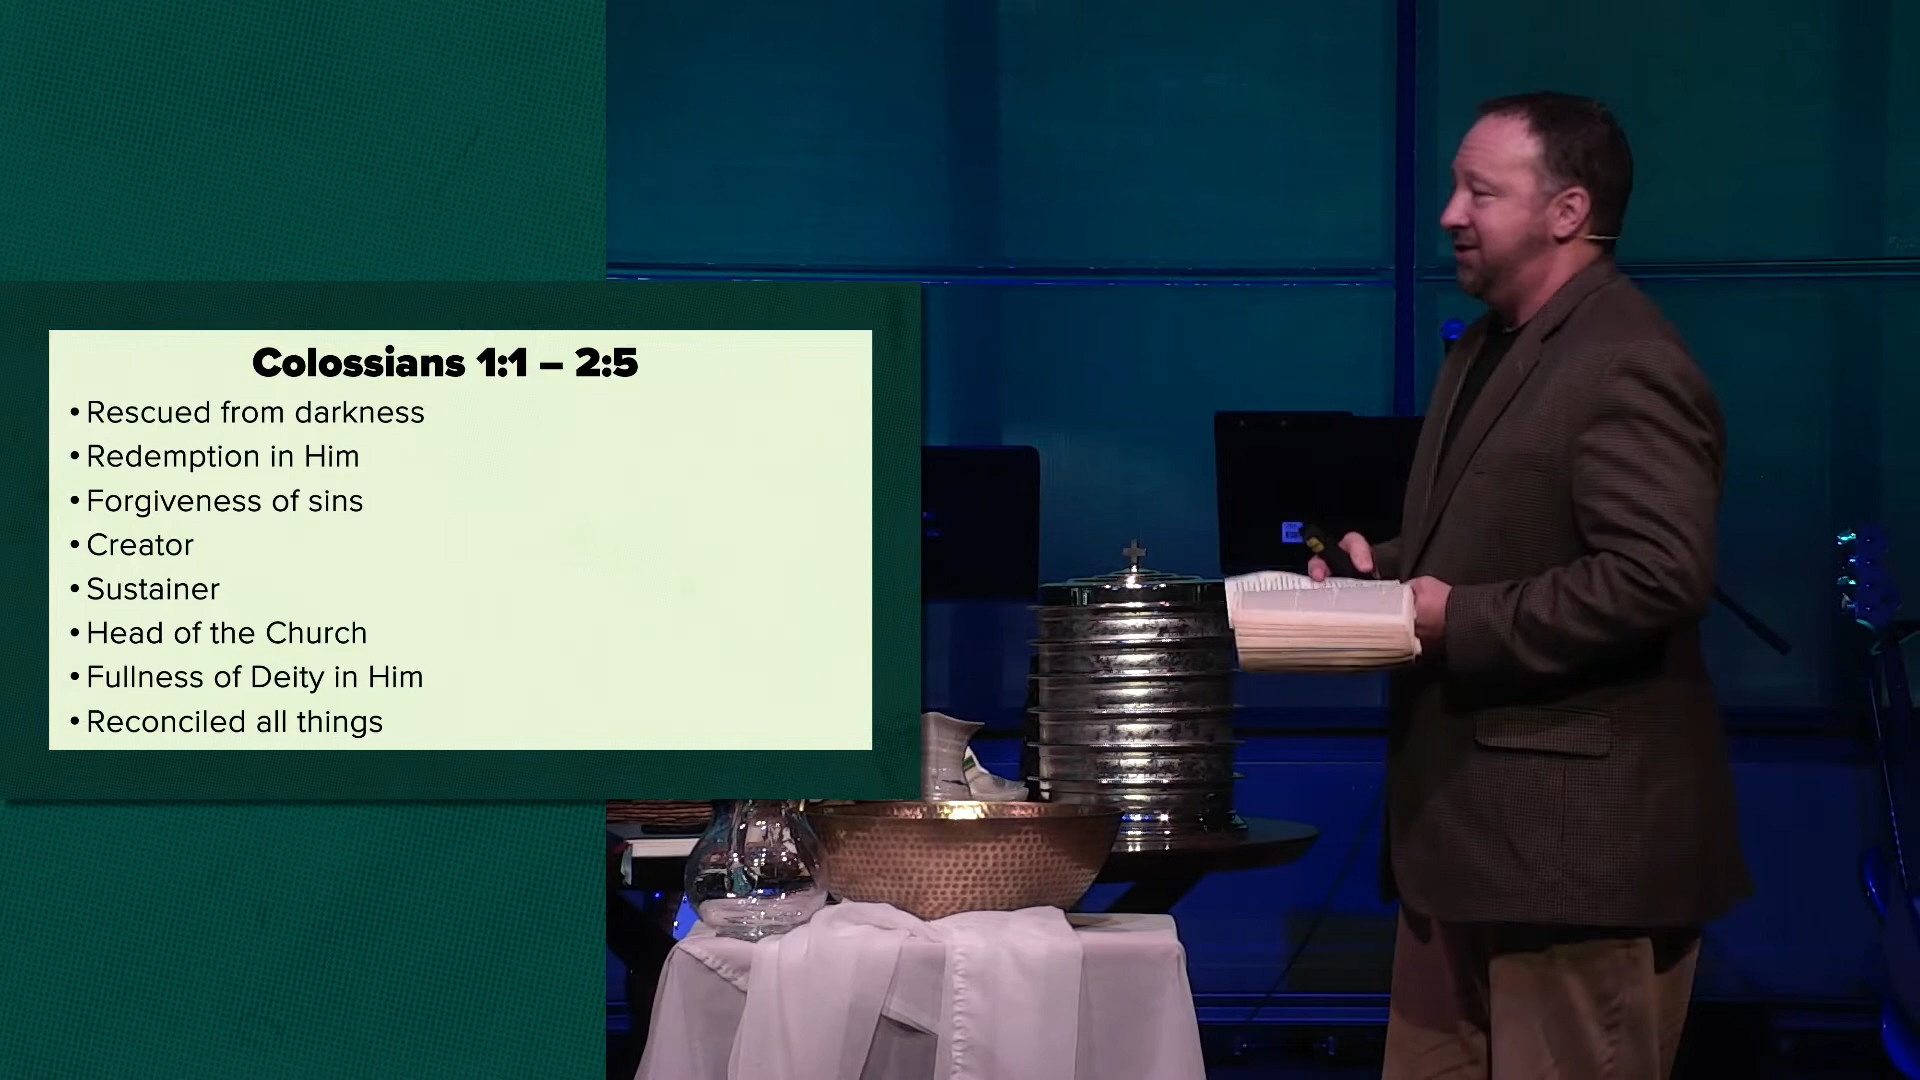 Colossians 1:1 – 2:5
• Rescued from darkness
• Redemption in Him
• Forgiveness of sins
• Creator
• Sustainer
• Head of the Church
• Fullness of Deity in Him
• Reconciled all things